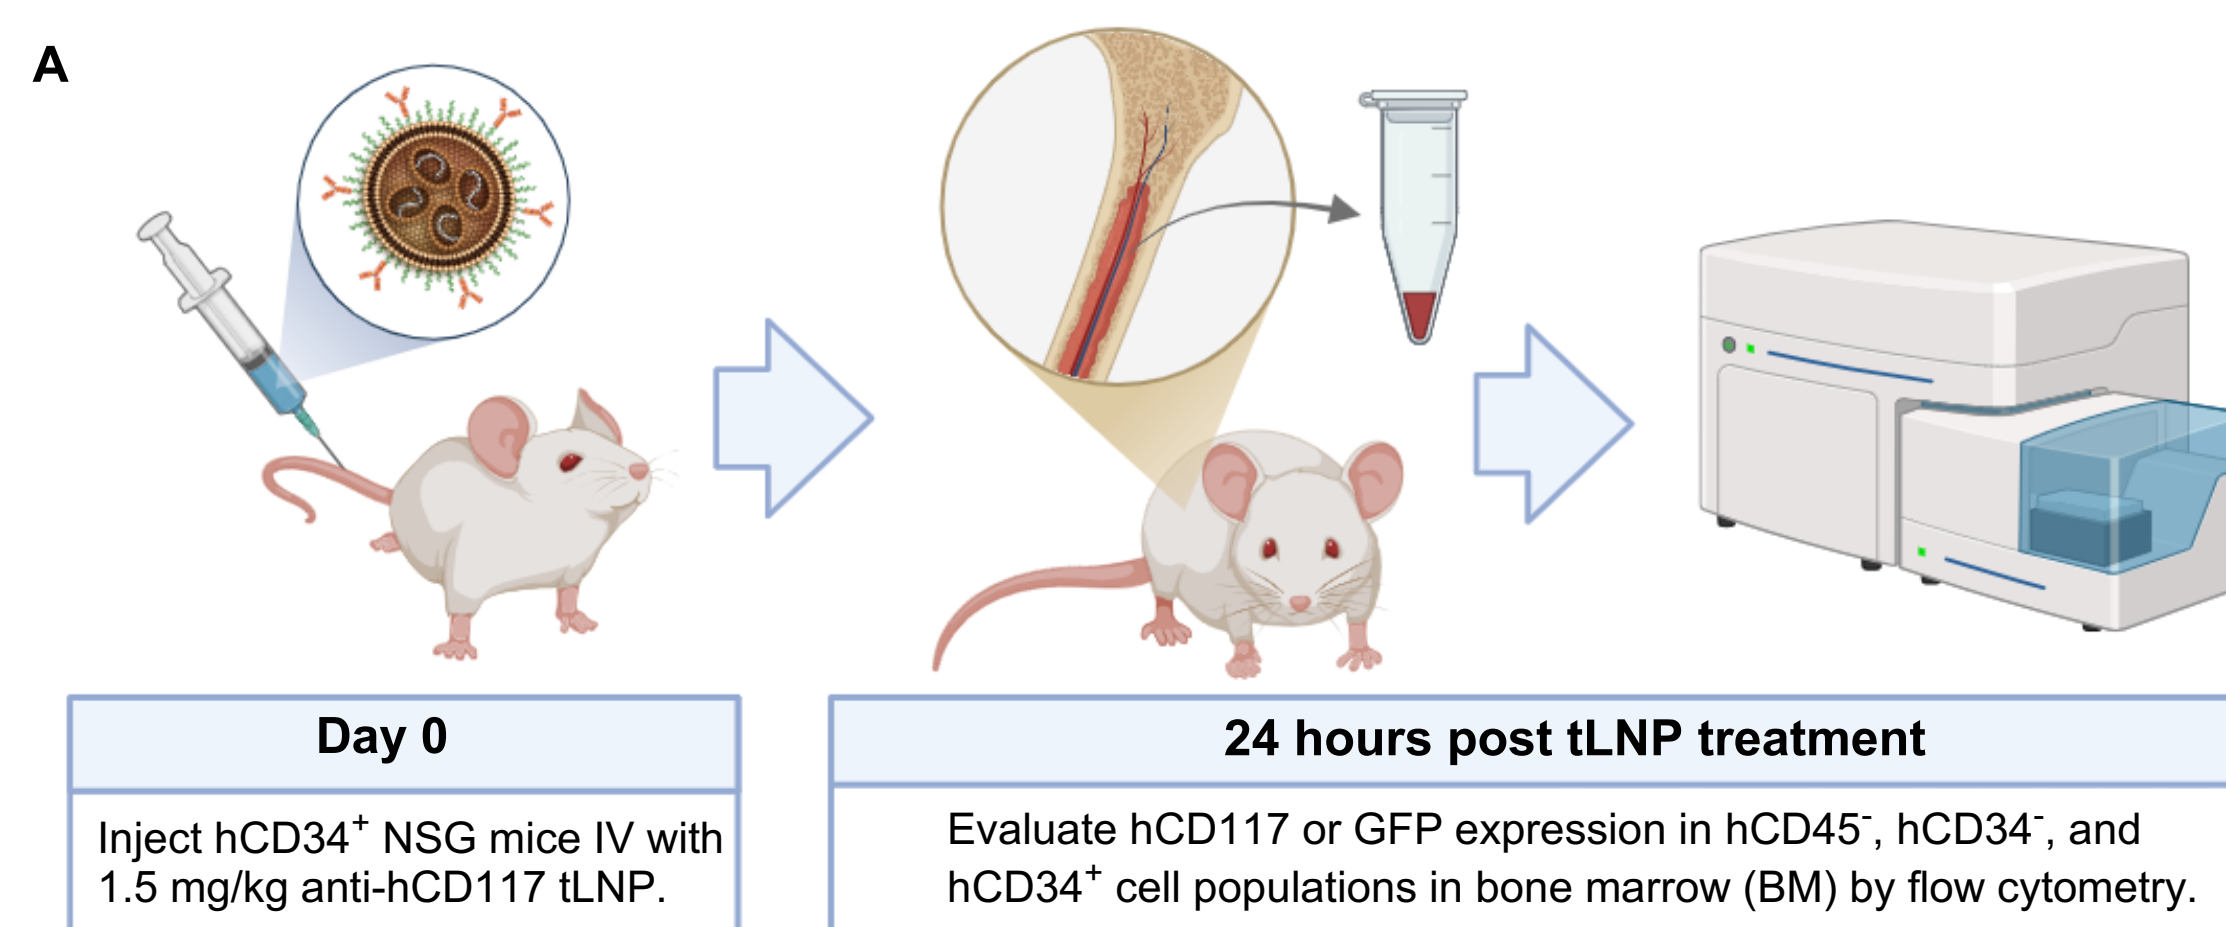 A
Day 0
Inject hCD34⁺ NSG mice IV with
1.5 mg/kg anti-hCD117 tLNP.
24 hours post tLNP treatment
Evaluate hCD117 or GFP expression in hCD45⁻, hCD34⁻, and
hCD34⁺ cell populations in bone marrow (BM) by flow cytometry.